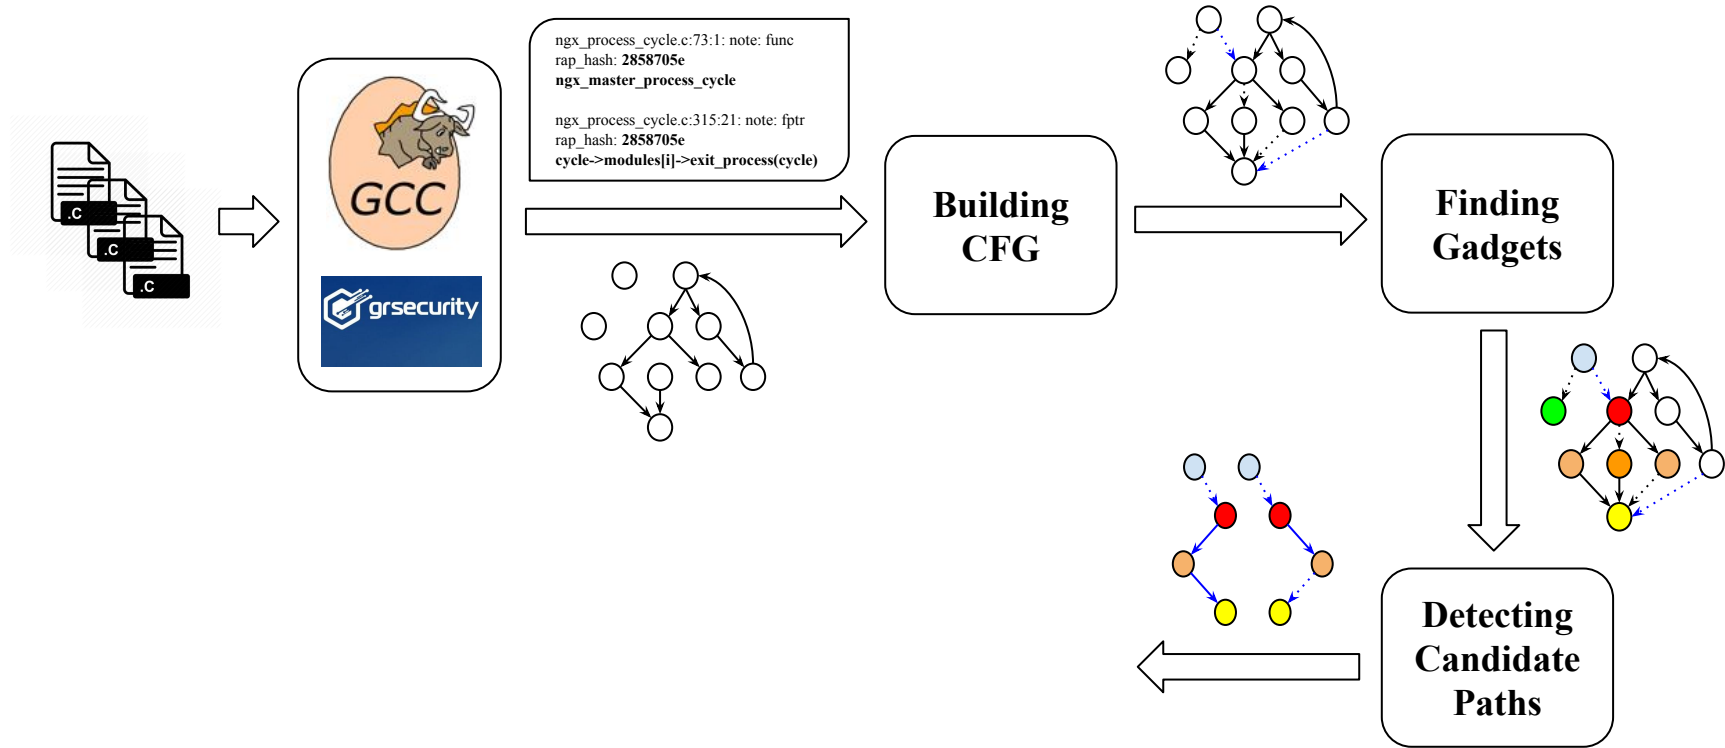 .C
.C
.C
GCC
grsecurity
ngx_process_cycle.c:73:1: note: func
rap_hash: 2858705e
ngx_master_process_cycle
ngx_process_cycle.c:315:21: note: fptr
rap_hash: 2858705e
cycle->modules[i]->exit_process(cycle)
Building
CFG
Finding
Gadgets
Detecting
Candidate
Paths